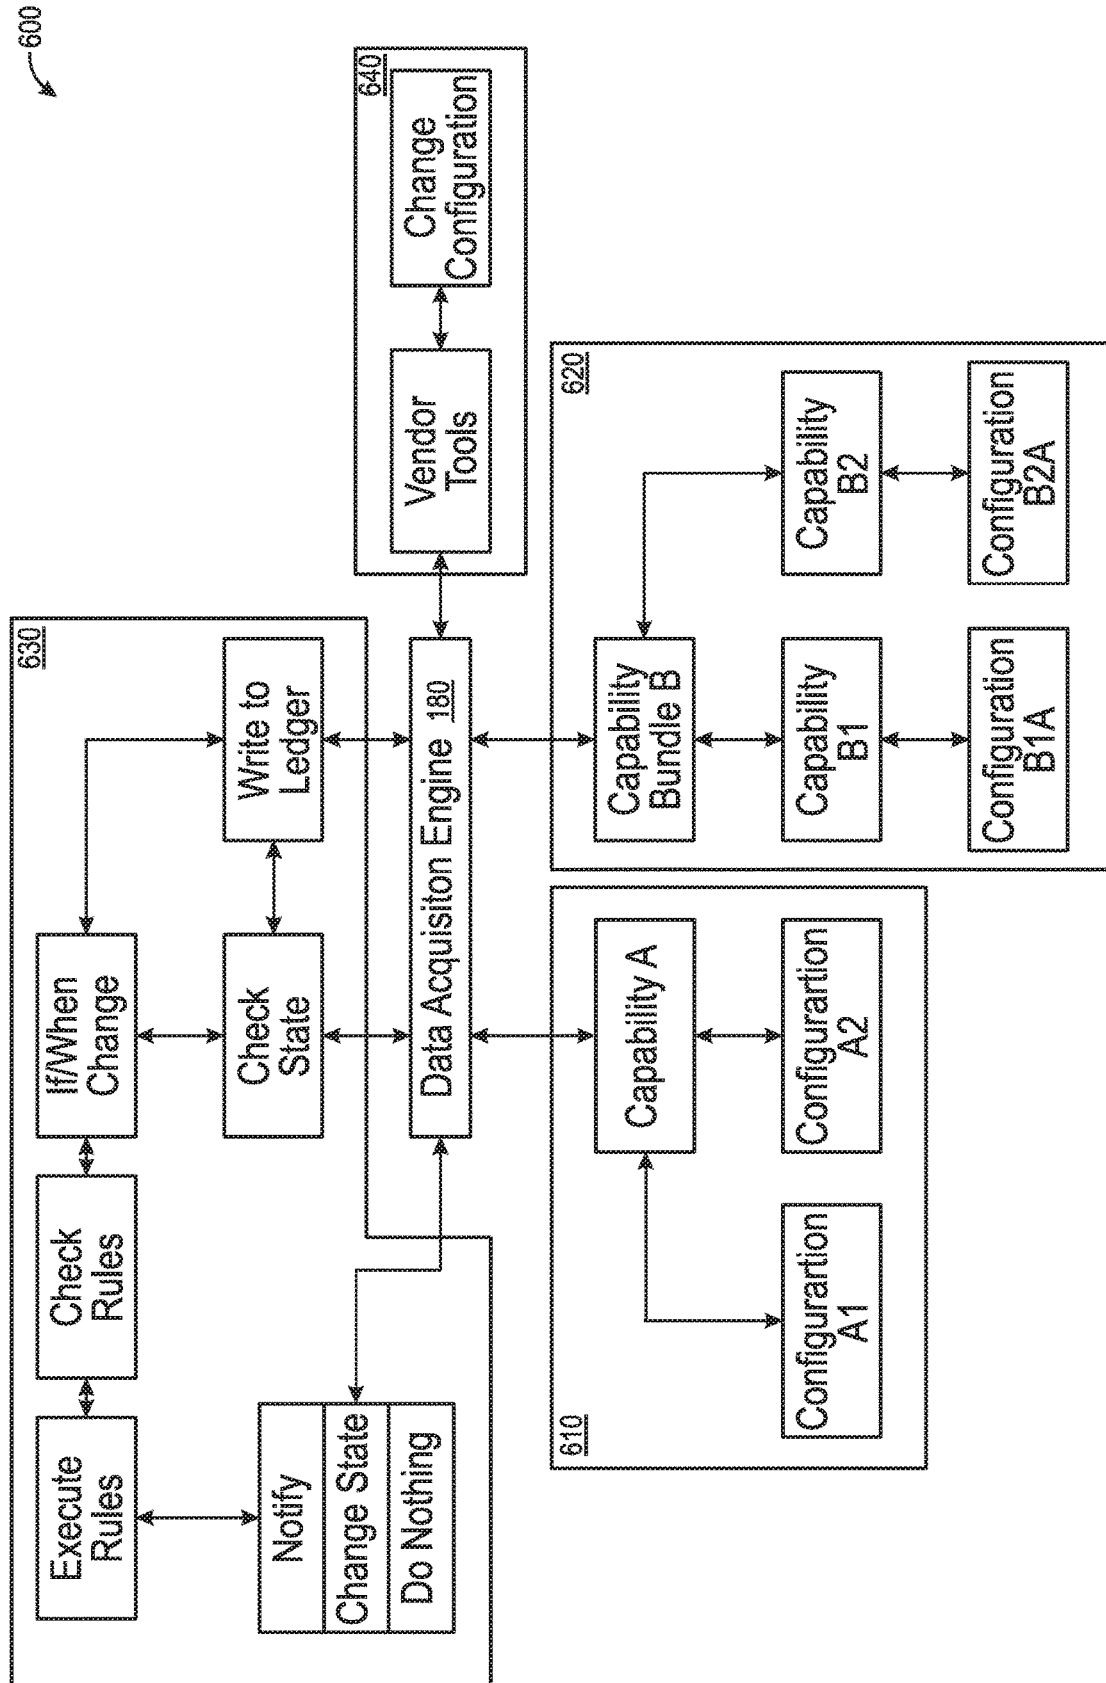 600
630
Execute
Rules
Check
Rules
If/When
Change
Notify
Change State
Do Nothing
Check
State
Write to
Ledger
Data Acquisiton Engine 180
640
Vendor
Tools
Change
Configuration
610
Capability A
Configurartion
A1
Configurartion
A2
620
Capability
Bundle B
Capability
B1
Capability
B2
Configuration
B1A
Configuration
B2A